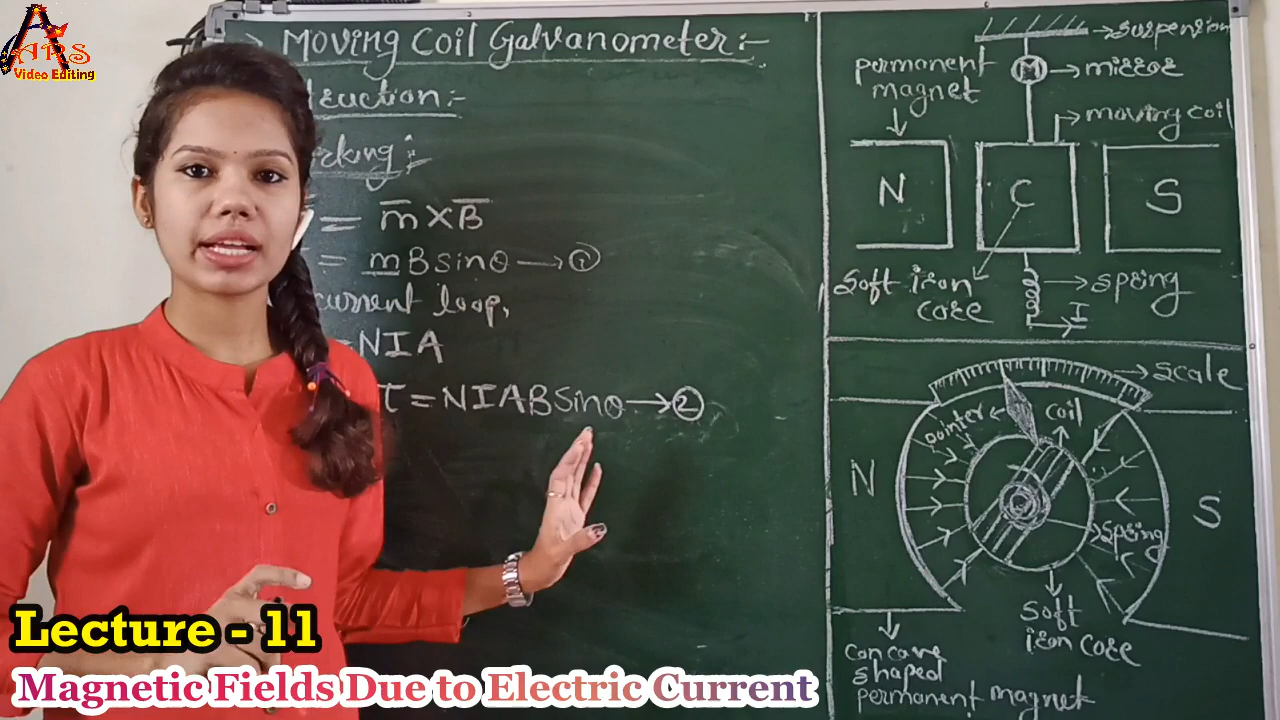 ARS
Video Editing
Moving Coil Galvanometer:-
= m̅ × B̅
= mBsinθ → ①
current loop,
= NIA
τ = NIABSinθ → ②
suspension
permanent
magnet
M
mirror
moving coil
N
C
S
Soft iron
core
spring
I
scale
pointer
coil
N
S
spring
Soft
iron core
concave
shaped
permanent magnet
Lecture - 11
Magnetic Fields Due to Electric Current